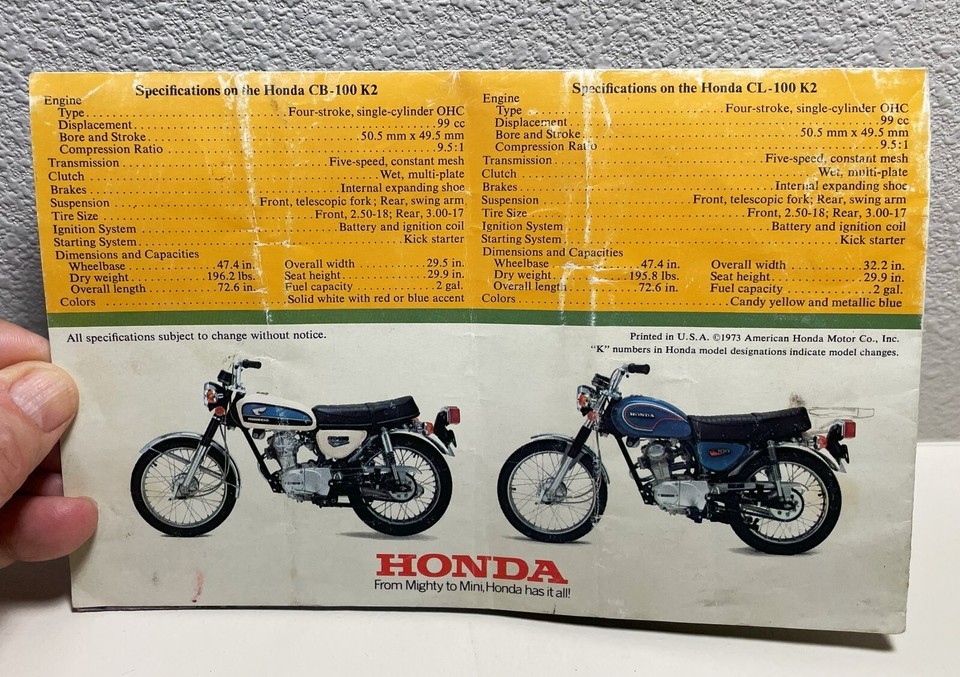 Specifications on the Honda CB-100 K2
Engine
Type Four-stroke, single-cylinder OHC
Displacement 99 cc
Bore and Stroke 50.5 mm x 49.5 mm
Compression Ratio 9.5:1
Transmission Five-speed, constant mesh
Clutch Wet, multi-plate
Brakes Internal expanding shoe
Suspension Front, telescopic fork; Rear, swing arm
Tire Size Front, 2.50-18; Rear, 3.00-17
Ignition System Battery and ignition coil
Starting System Kick starter
Dimensions and Capacities
Wheelbase 47.4 in. Overall width 29.5 in.
Dry weight 196.2 lbs. Seat height 29.9 in.
Overall length 72.6 in. Fuel capacity 2 gal.
Colors Solid white with red or blue accent
All specifications subject to change without notice.
Specifications on the Honda CL-100 K2
Engine
Type Four-stroke, single-cylinder OHC
Displacement 99 cc
Bore and Stroke 50.5 mm x 49.5 mm
Compression Ratio 9.5:1
Transmission Five-speed, constant mesh
Clutch Wet, multi-plate
Brakes Internal expanding shoe
Suspension Front, telescopic fork; Rear, swing arm
Tire Size Front, 2.50-18; Rear, 3.00-17
Ignition System Battery and ignition coil
Starting System Kick starter
Dimensions and Capacities
Wheelbase 47.4 in. Overall width 32.2 in.
Dry weight 195.8 lbs. Seat height 29.9 in.
Overall length 72.6 in. Fuel capacity 2 gal.
Colors Candy yellow and metallic blue
Printed in U.S.A. ©1973 American Honda Motor Co., Inc.
"K" numbers in Honda model designations indicate model changes.
HONDA
HONDA
From Mighty to Mini, Honda has it all!